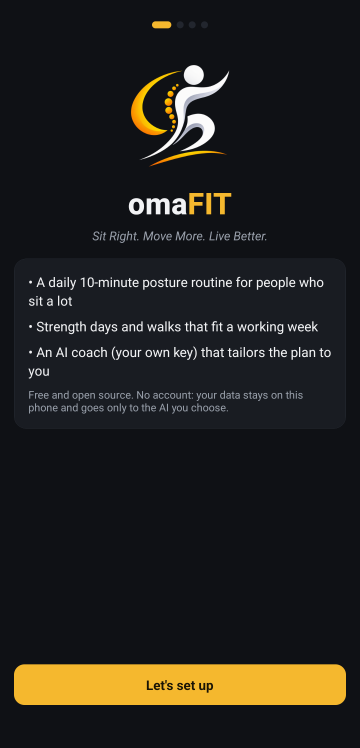 omaFIT
Sit Right. Move More. Live Better.
• A daily 10-minute posture routine for people who
sit a lot
• Strength days and walks that fit a working week
• An AI coach (your own key) that tailors the plan to
you
Free and open source. No account: your data stays on this
phone and goes only to the AI you choose.
Let's set up